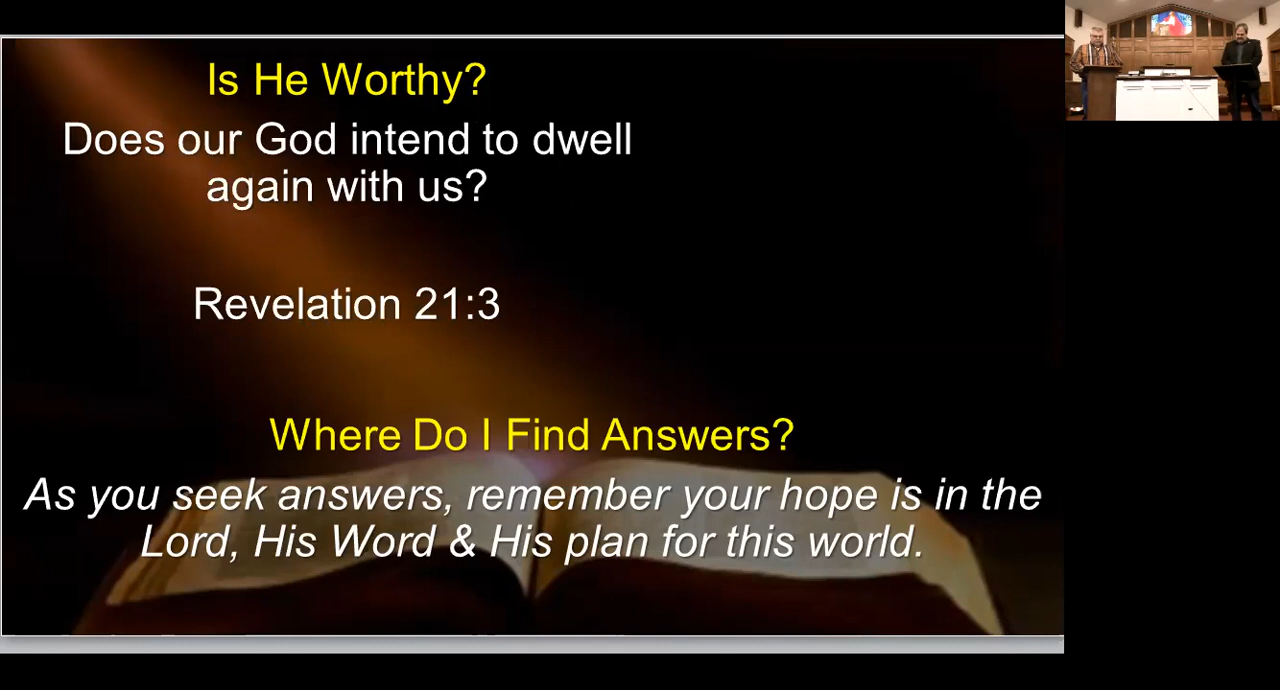 Is He Worthy?
Does our God intend to dwell
again with us?
Revelation 21:3
Where Do I Find Answers?
As you seek answers, remember your hope is in the
Lord, His Word & His plan for this world.